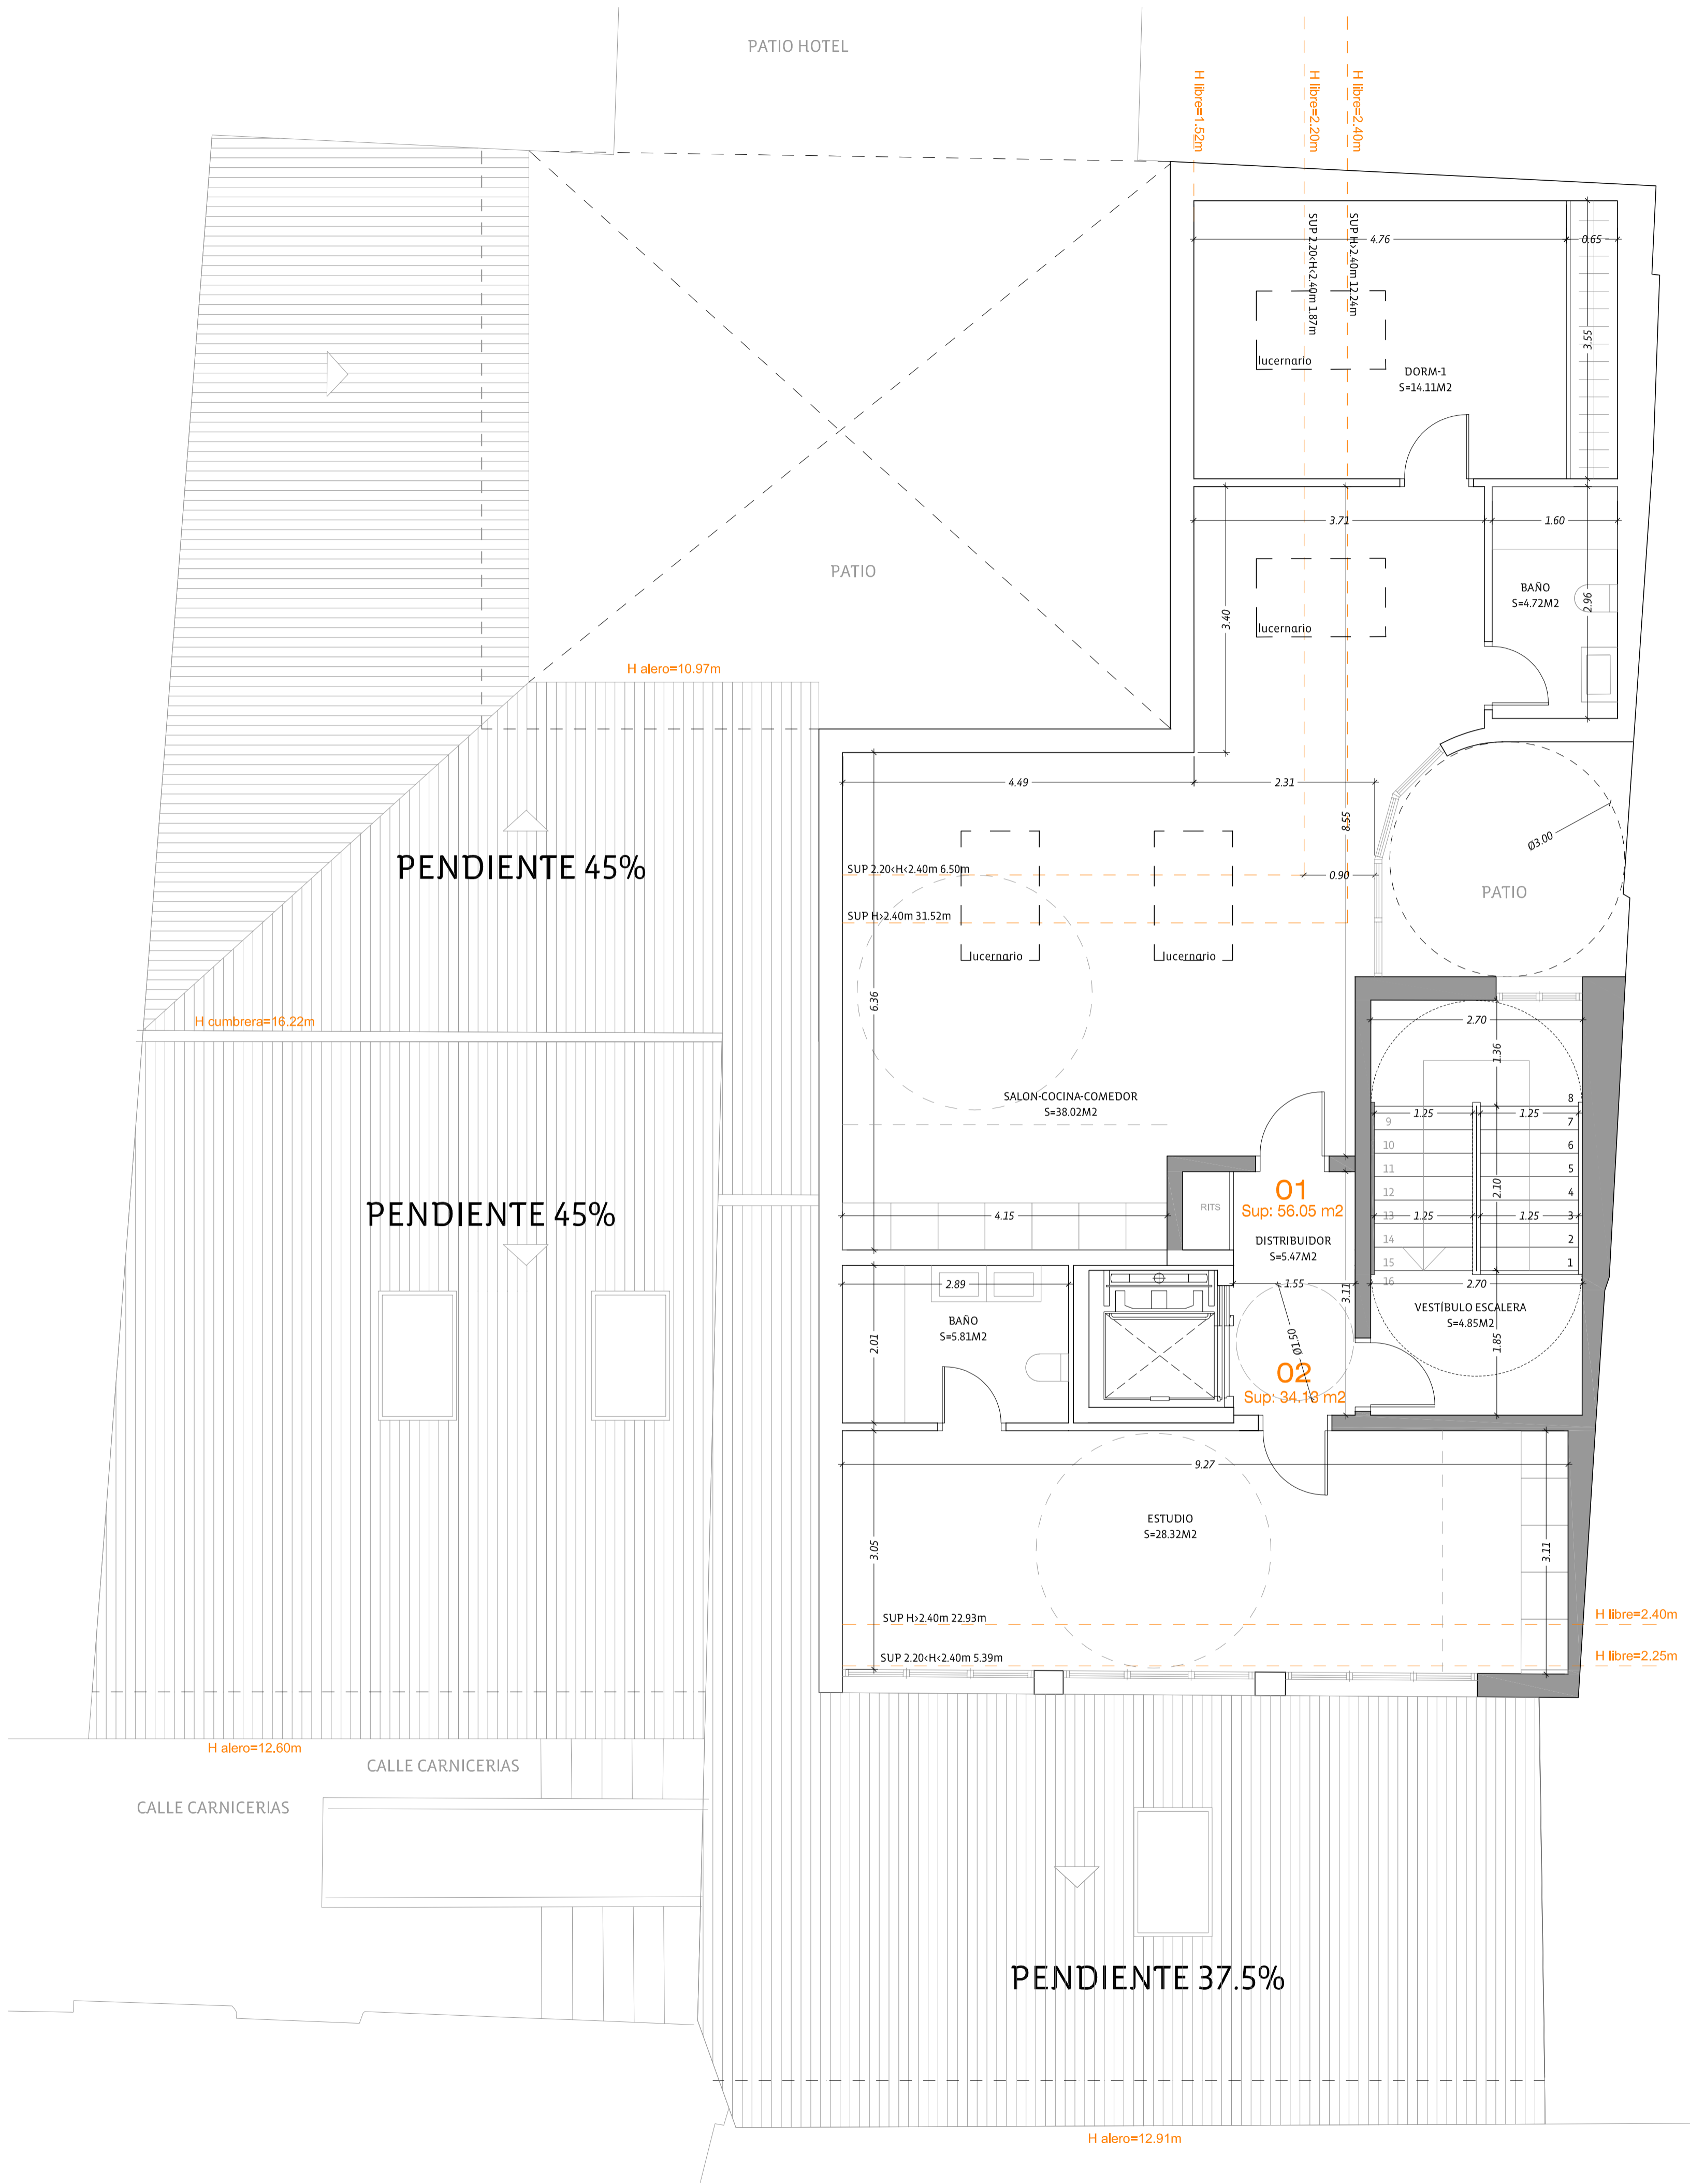 PATIO HOTEL
H libre=1.52m
H libre=2.20m
H libre=2.40m
SUP 2.20<H<2.40m 1.87m
SUP H>2.40m 12.24m
4.76
0.65
3.55
lucernario
DORM-1
S=14.11M2
3.71
1.60
PATIO
lucernario
3.40
BAÑO
S=4.72M2
2.96
H alero=10.97m
4.49
2.31
8.55
Ø3.00
PENDIENTE 45%
SUP 2.20<H<2.40m 6.50m
0.90
PATIO
SUP H>2.40m 31.52m
lucernario
lucernario
6.36
H cumbrera=16.22m
2.70
1.36
SALON-COCINA-COMEDOR
S=38.02M2
8
1.25
1.25
9
7
10
6
11
5
12
4
13
3
14
2
15
1
16
2.10
1.25
1.25
PENDIENTE 45%
4.15
RITS
01
Sup: 56.05 m2
DISTRIBUIDOR
S=5.47M2
2.89
1.55
3.11
2.70
VESTÍBULO ESCALERA
S=4.85M2
BAÑO
S=5.81M2
2.01
Ø1.50
1.85
02
Sup: 34.13 m2
9.27
ESTUDIO
S=28.32M2
3.05
3.11
SUP H>2.40m 22.93m
H libre=2.40m
SUP 2.20<H<2.40m 5.39m
H libre=2.25m
H alero=12.60m
CALLE CARNICERIAS
CALLE CARNICERIAS
PENDIENTE 37.5%
H alero=12.91m